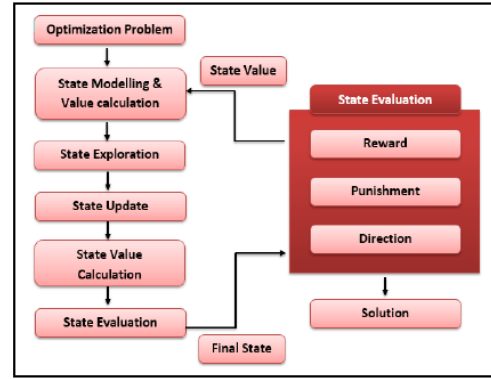 Optimization Problem
State Modelling &
Value calculation
State Exploration
State Update
State Value
Calculation
State Evaluation
State Value
Final State
State Evaluation
Reward
Punishment
Direction
Solution